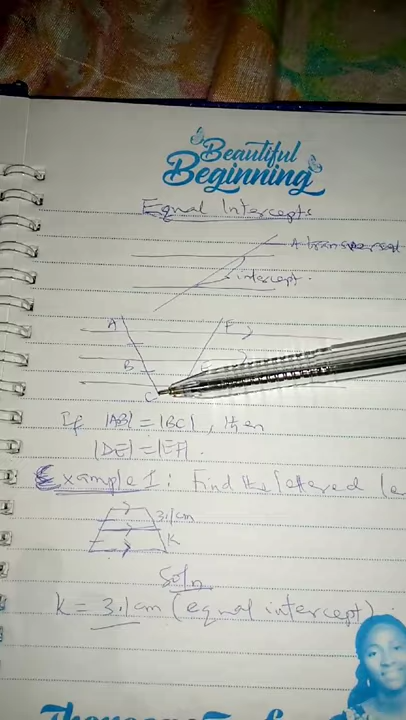 Beautiful
Beginning
Equal Intercepts
A transversal
intercept.
A F
B E
C
If |AB| = |BC|, then
|DE| = |EF|.
Example 1: Find the lettered
3.1cm
k
Soln
k = 3.1cm (equal intercept)